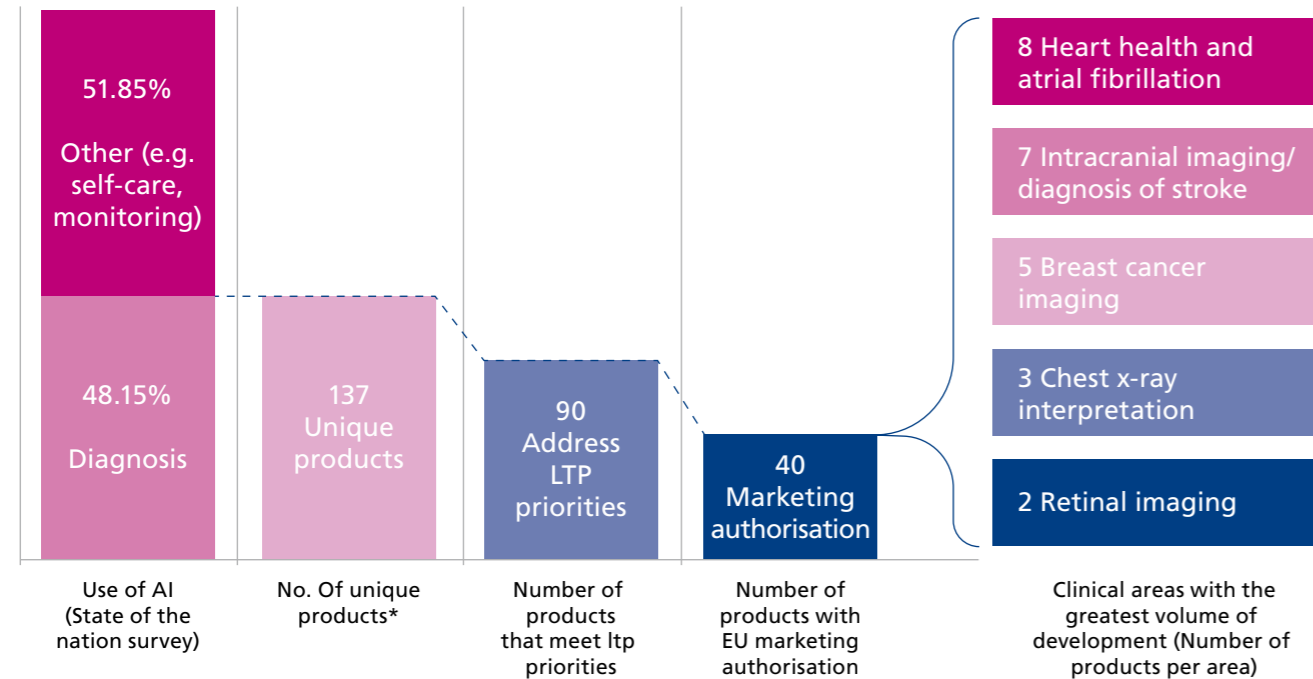 51.85%
Other (e.g.
self-care,
monitoring)
48.15%
Diagnosis
137
Unique
products
90
Address
LTP
priorities
40
Marketing
authorisation
8 Heart health and
atrial fibrillation
7 Intracranial imaging/
diagnosis of stroke
5 Breast cancer
imaging
3 Chest x-ray
interpretation
2 Retinal imaging
Use of AI
(State of the
nation survey)
No. Of unique
products*
Number of
products
that meet ltp
priorities
Number of
products with
EU marketing
authorisation
Clinical areas with the
greatest volume of
development (Number of
products per area)